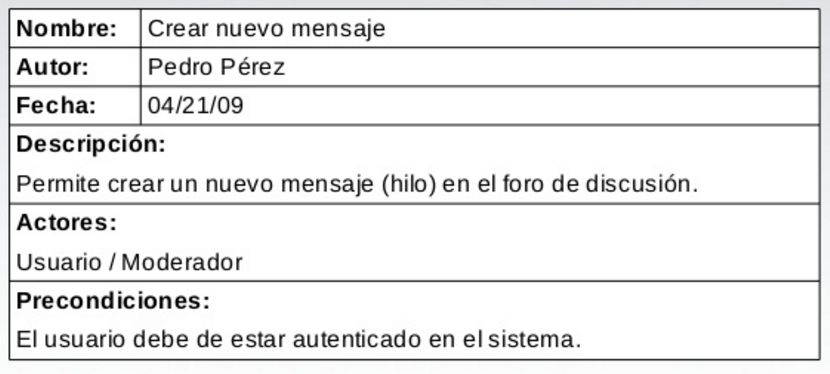 Nombre: Crear nuevo mensaje
Autor: Pedro Pérez
Fecha: 04/21/09
Descripción:
Permite crear un nuevo mensaje (hilo) en el foro de discusión.
Actores:
Usuario / Moderador
Precondiciones:
El usuario debe de estar autenticado en el sistema.